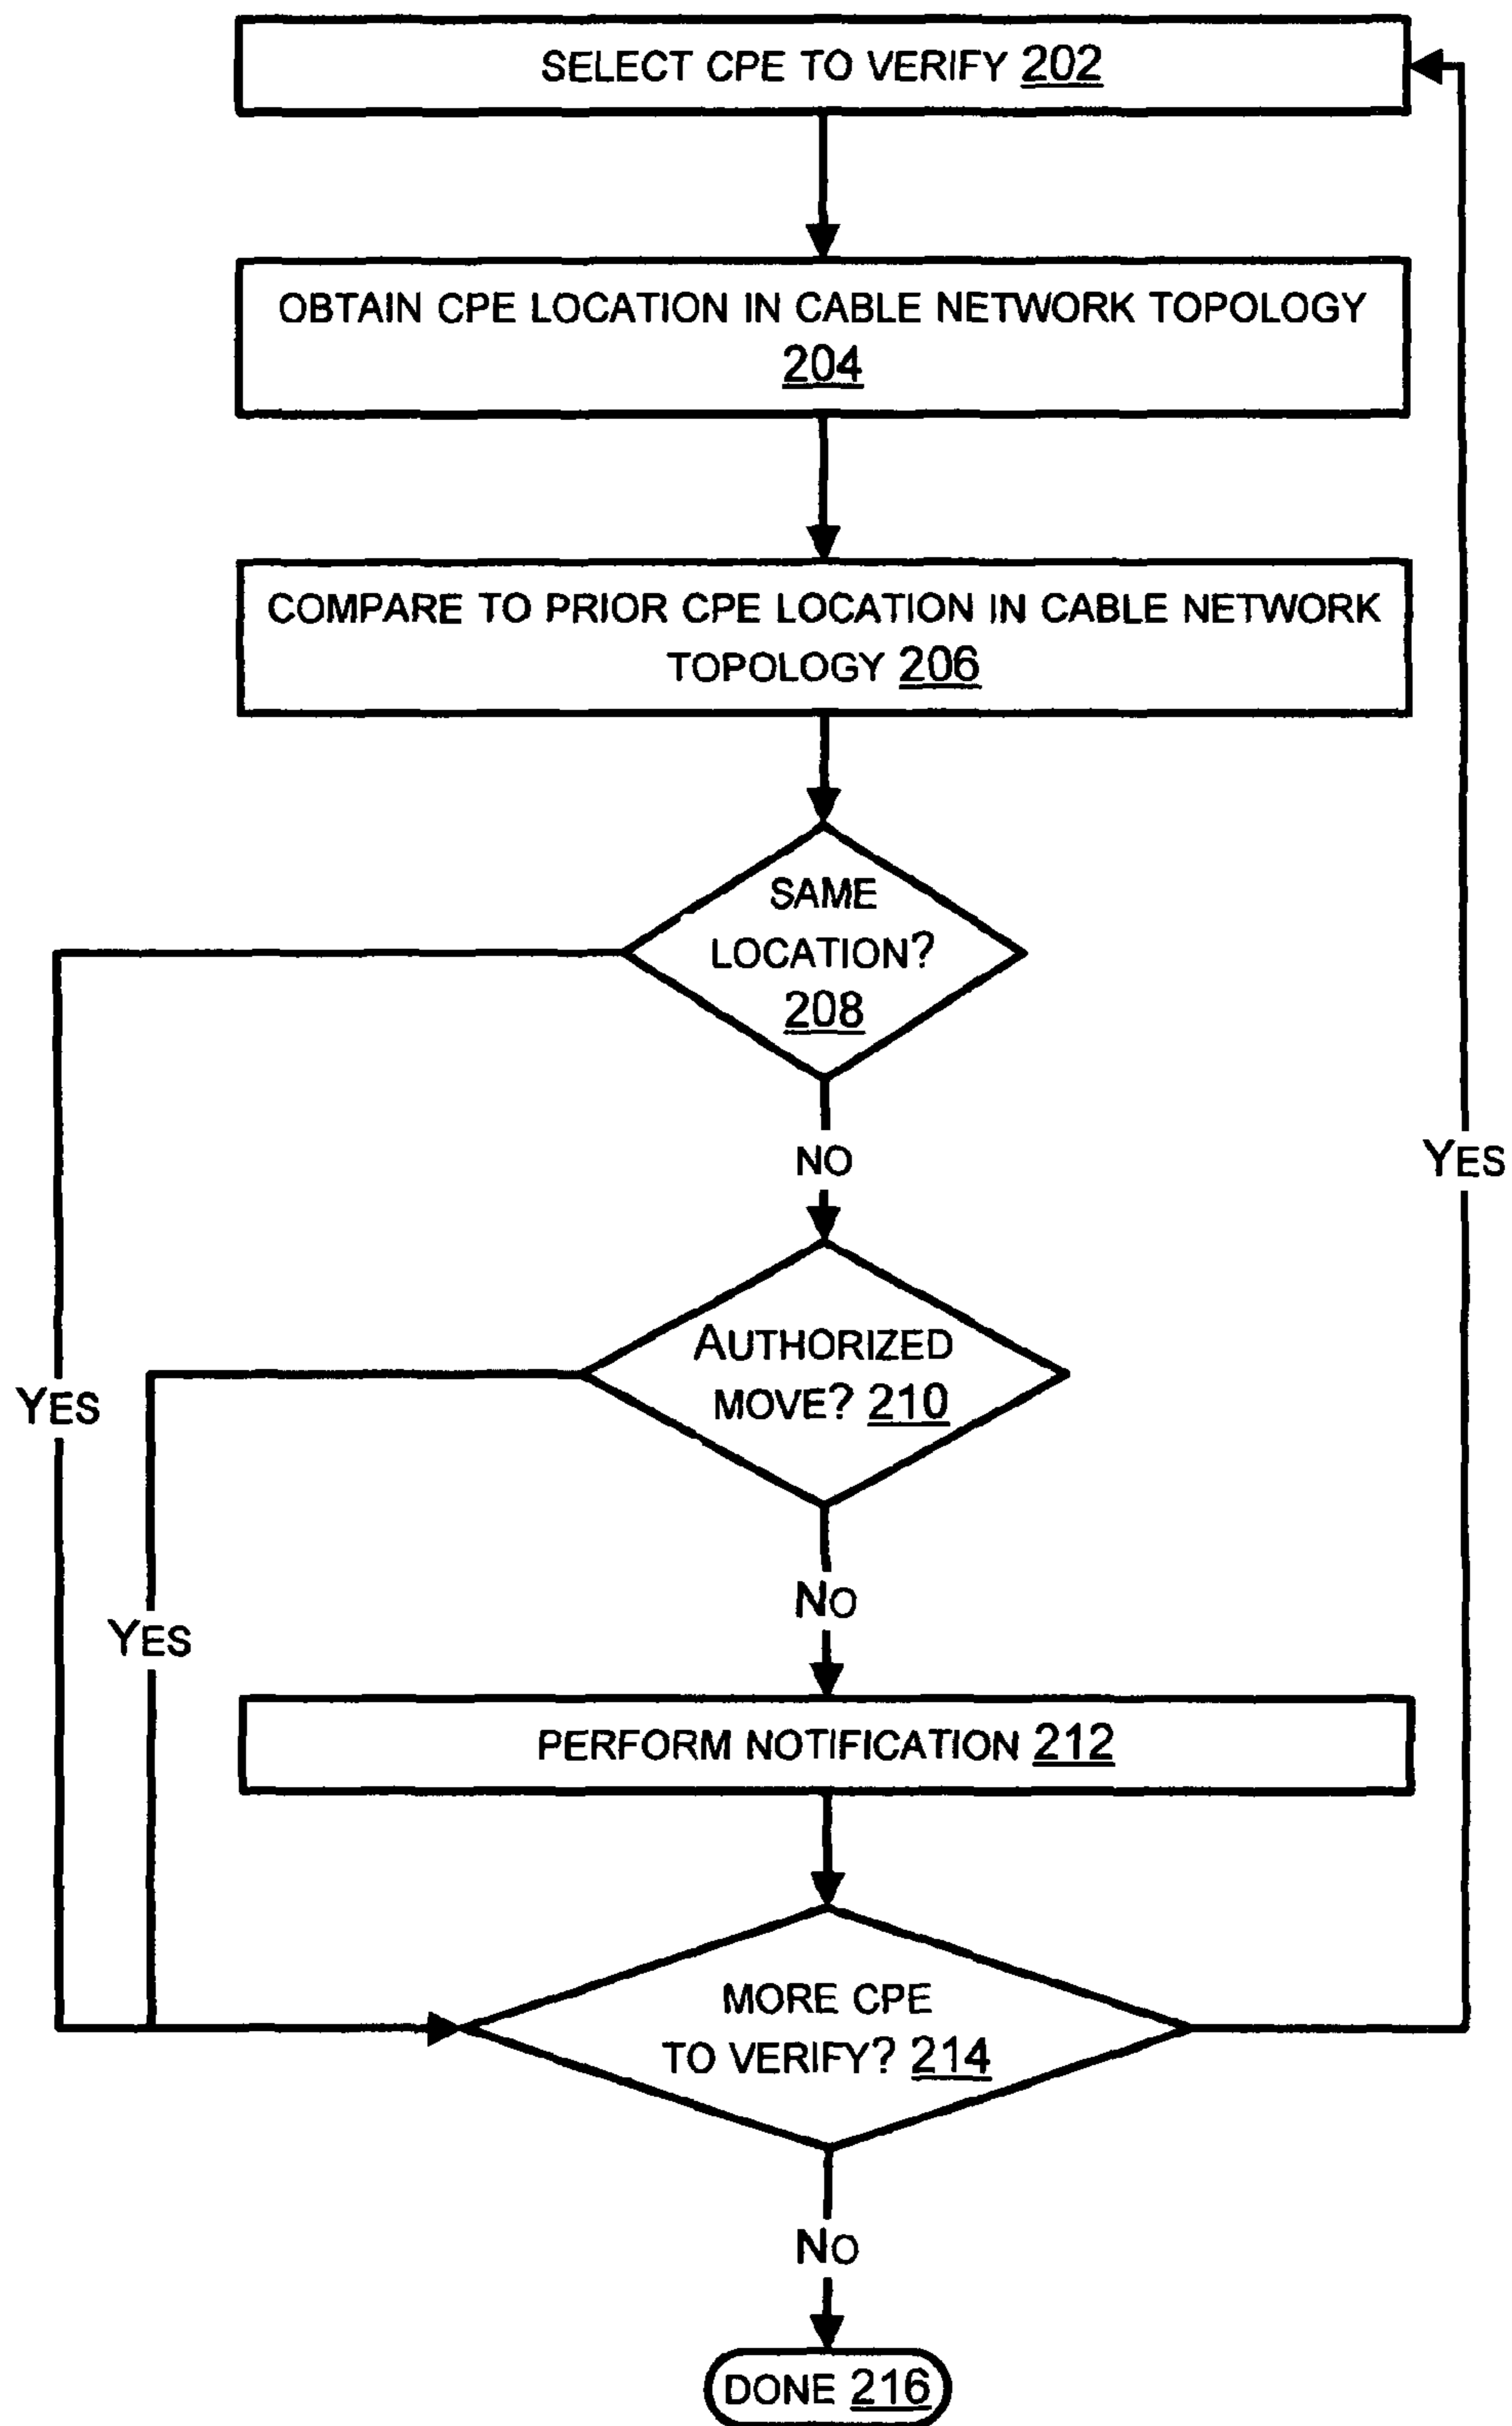 SELECT CPE TO VERIFY 202
OBTAIN CPE LOCATION IN CABLE NETWORK TOPOLOGY
204
COMPARE TO PRIOR CPE LOCATION IN CABLE NETWORK
TOPOLOGY 206
SAME
LOCATION?
208
NO
YES
AUTHORIZED
MOVE? 210
YES
NO
YES
PERFORM NOTIFICATION 212
MORE CPE
TO VERIFY? 214
NO
DONE 216